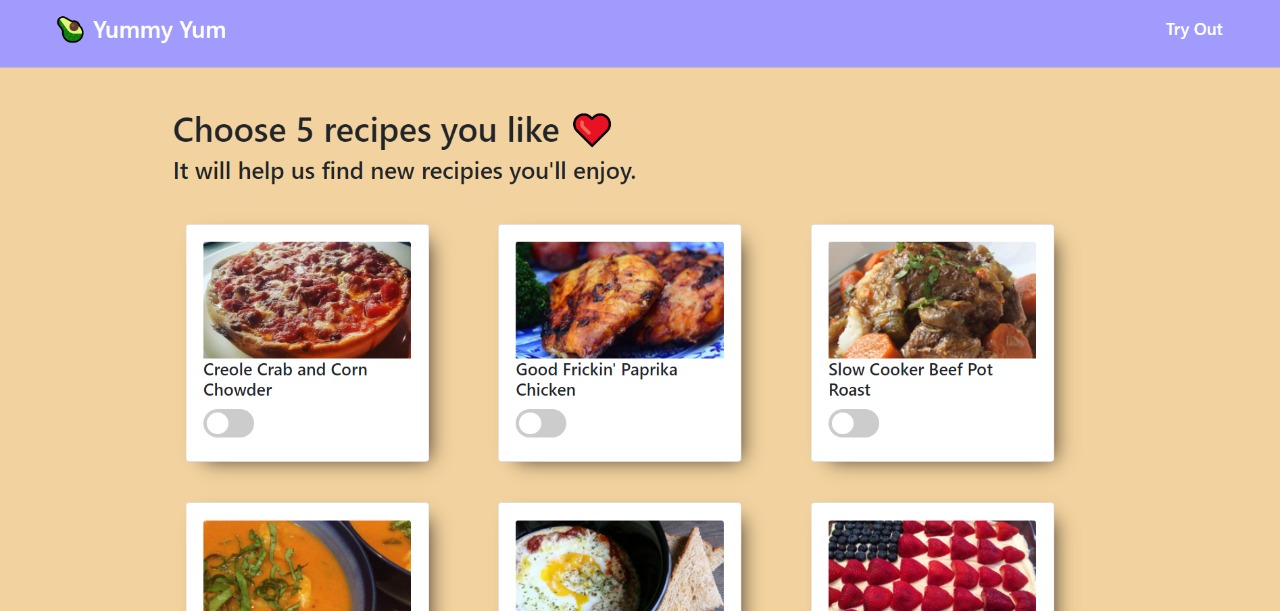 Yummy Yum
Try Out
Choose 5 recipes you like
It will help us find new recipies you'll enjoy.
Creole Crab and Corn
Chowder
Good Frickin' Paprika
Chicken
Slow Cooker Beef Pot
Roast